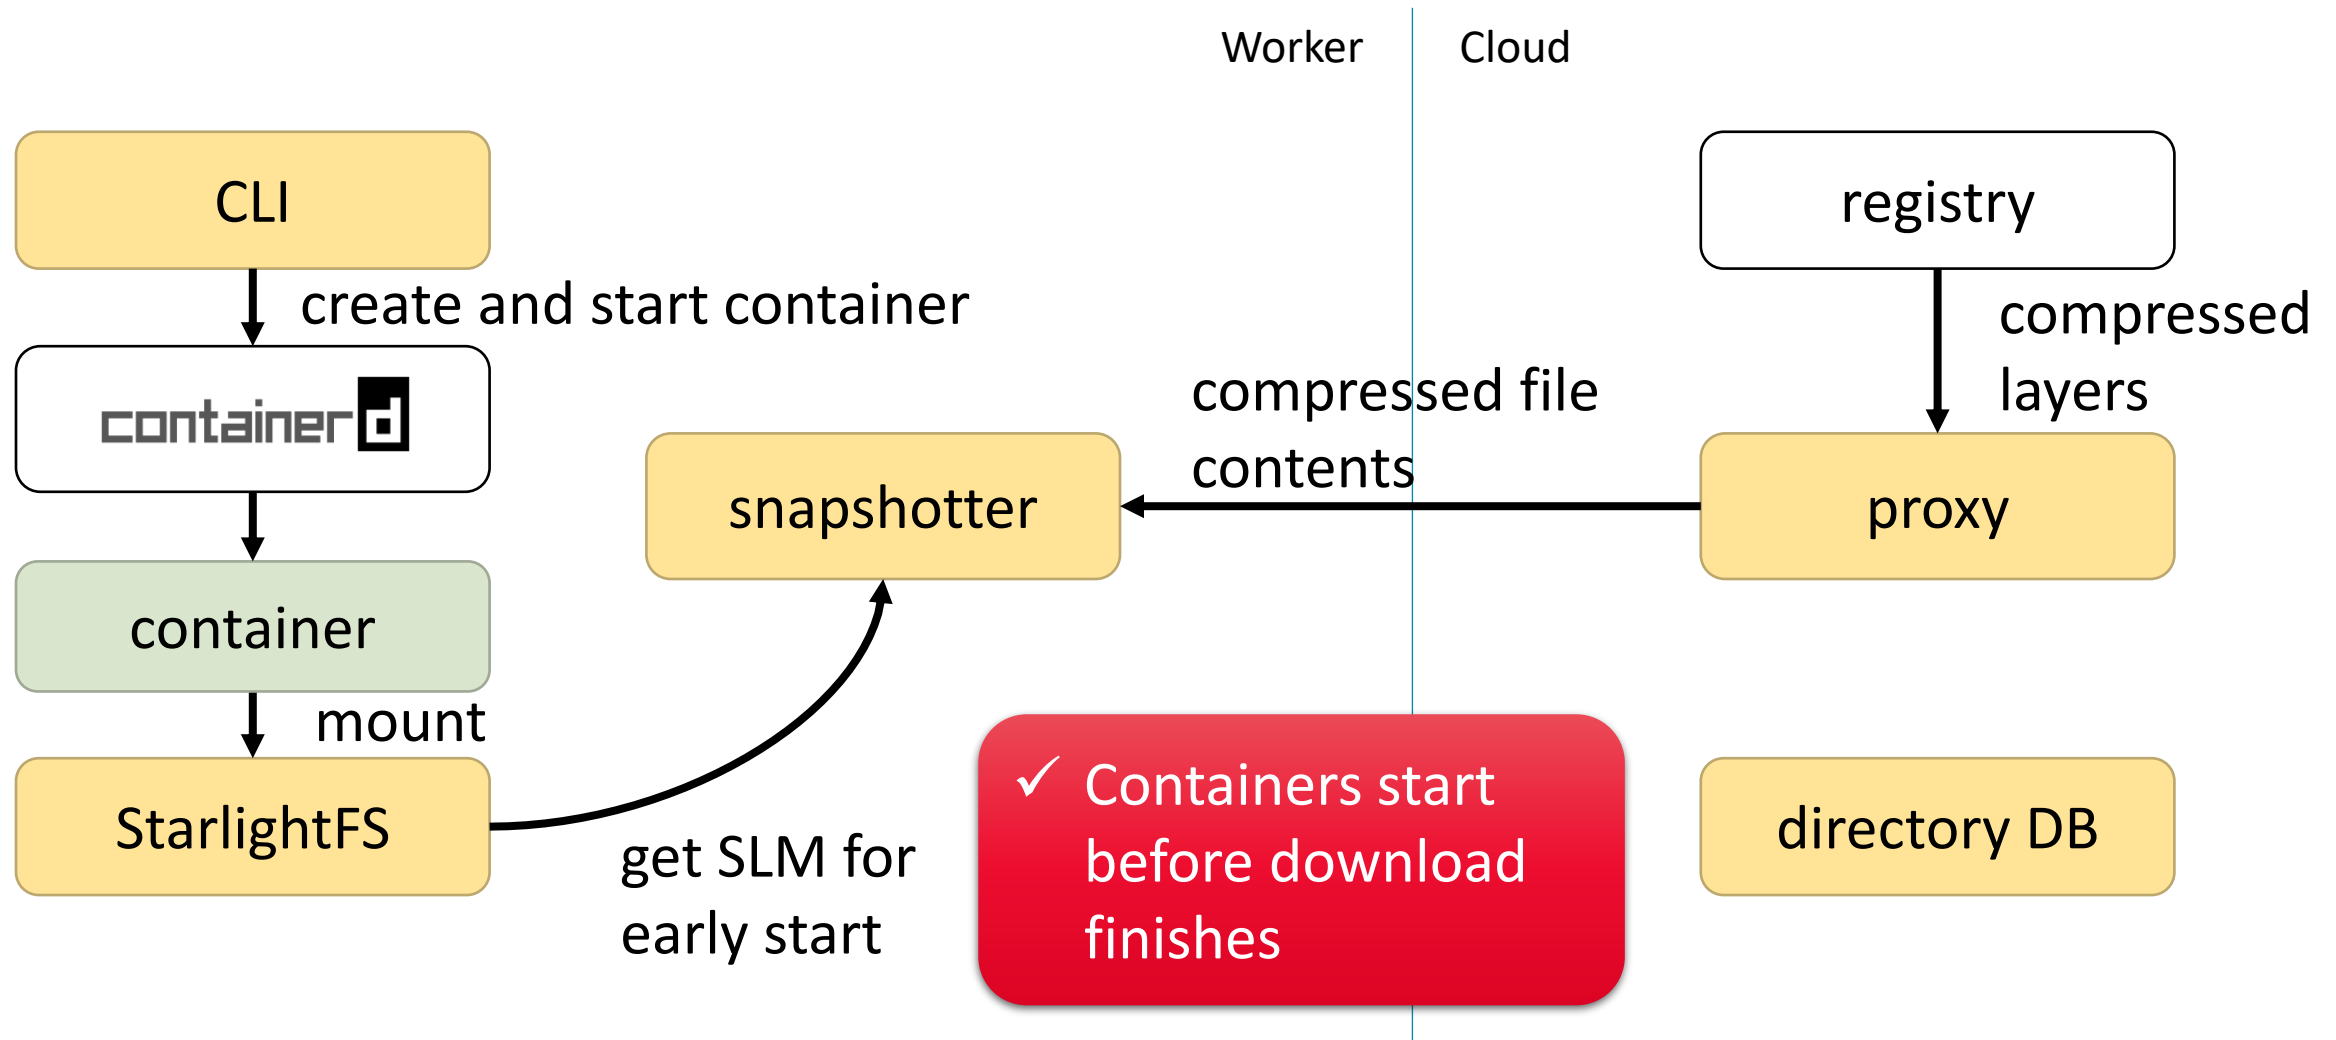 Worker
Cloud
CLI
registry
create and start container
compressed
layers
containerd
compressed file
contents
snapshotter
proxy
container
mount
StarlightFS
get SLM for
early start
✓ Containers start
before download
finishes
directory DB